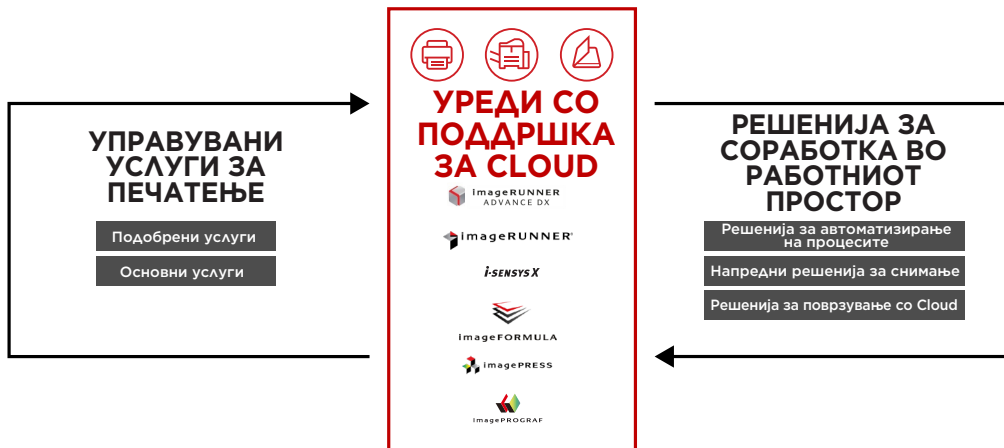 УПРАВУВАНИ
УСЛУГИ ЗА
ПЕЧАТЕЊЕ
Подобрени услуги
Основни услуги
УРЕДИ СО
ПОДДРШКА
ЗА CLOUD
imageRUNNER
ADVANCE DX
imageRUNNER
i-SENSYS X
imageFORMULA
imagePRESS
imagePROGRAF
РЕШЕНИЈА ЗА
СОРАБОТКА ВО
РАБОТНИОТ
ПРОСТОР
Решенија за автоматизирање
на процесите
Напредни решенија за снимање
Решенија за поврзување со Cloud